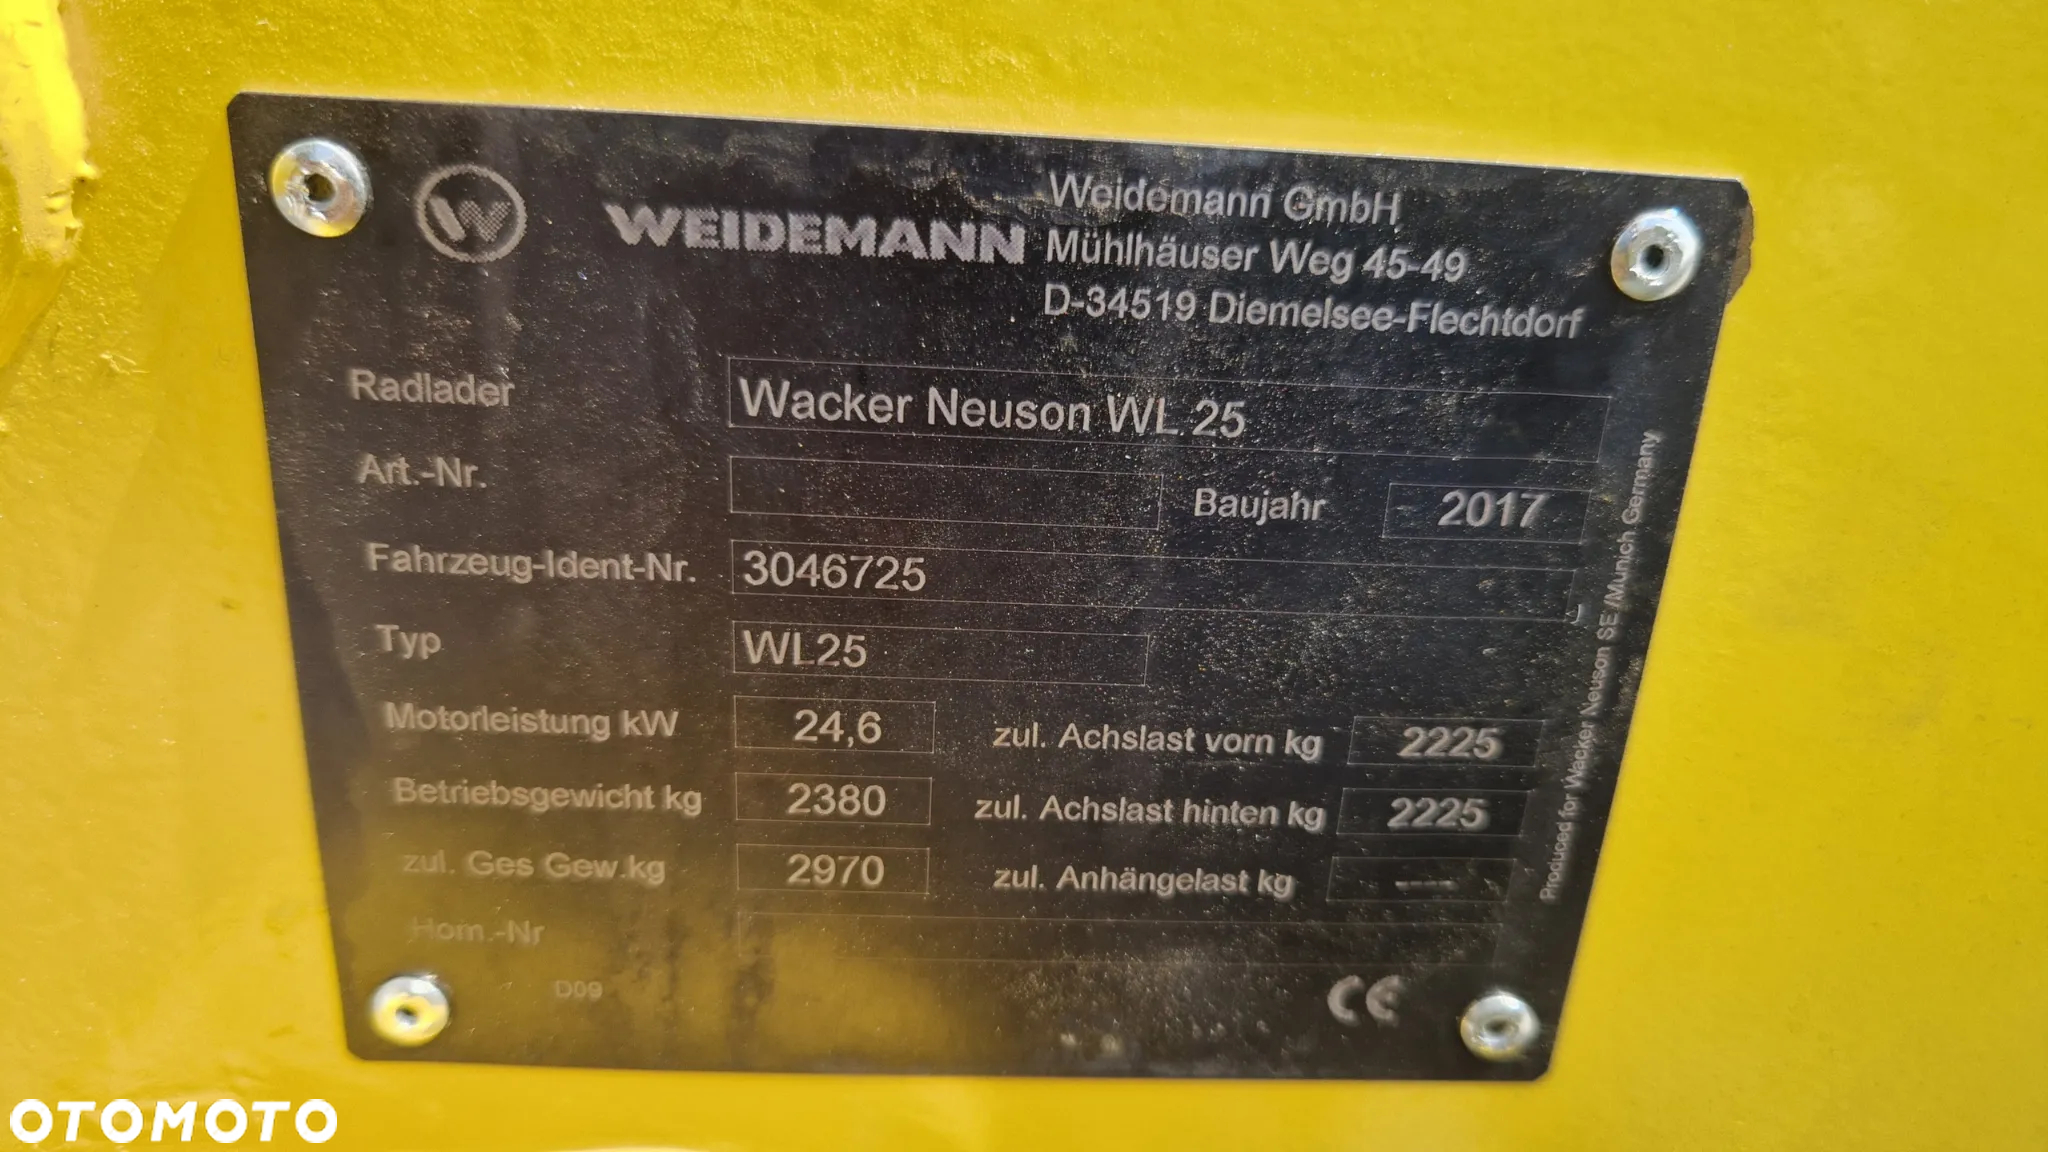 W WEIDEMANN
Weidemann GmbH
Mühlhäuser Weg 45-49
D-34519 Diemelsee-Flechtdorf
Radlader Wacker Neuson WL 25
Art.-Nr. Baujahr 2017
Fahrzeug-Ident-Nr. 3046725
Typ WL25
Motorleistung kW 24,6 zul. Achslast vorn kg 2225
Betriebsgewicht kg 2380 zul. Achslast hinten kg 2225
zul. Ges Gew.kg 2970 zul. Anhängelast kg ----
Hom.-Nr
D09 CE
Produced for Wacker Neuson SE /Munich Germany
OTOMOTO